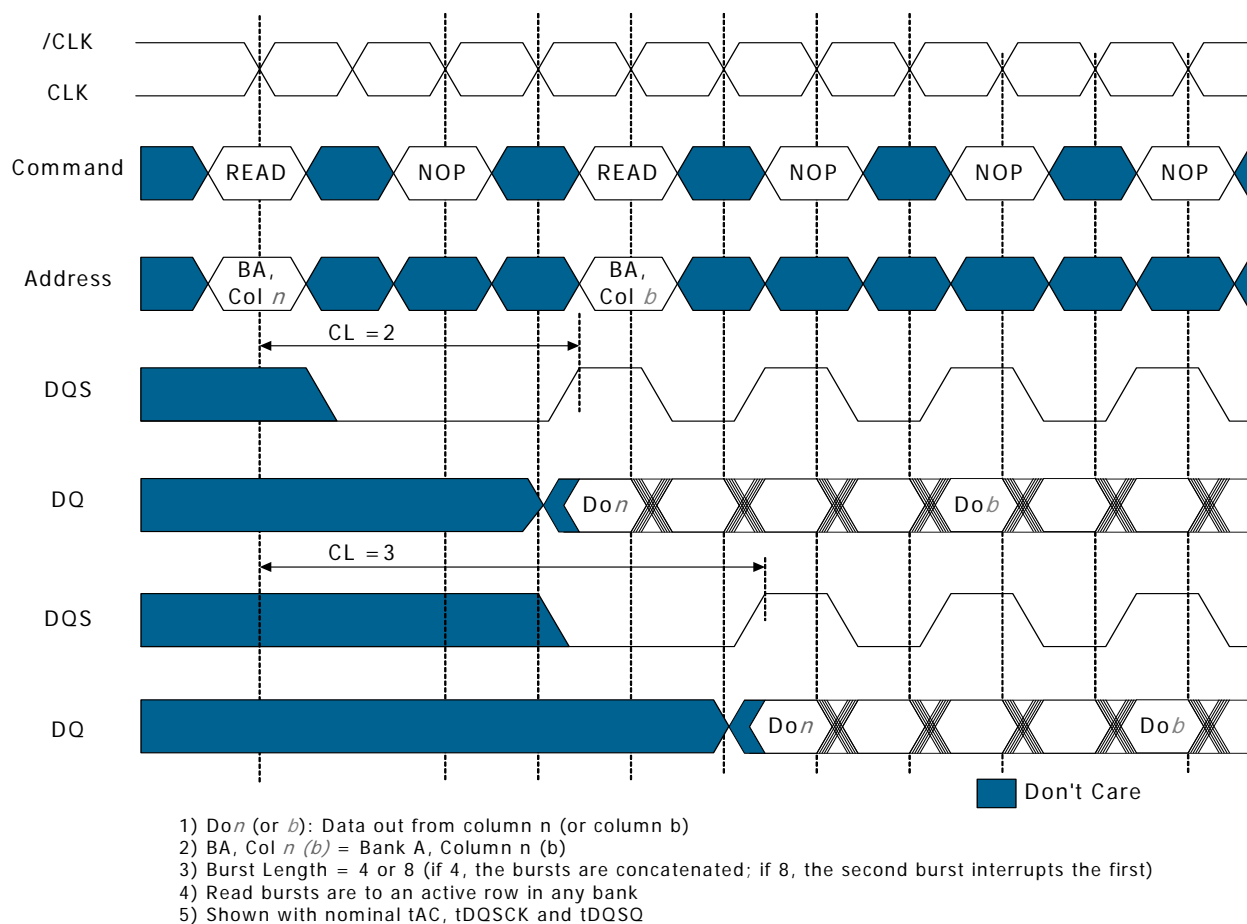 /CLK
CLK
Command READ NOP READ NOP NOP NOP
Address BA, BA,
Col n Col b
CL = 2
DQS
DQ Don Dob
CL = 3
DQS
DQ Don Dob
Don't Care
1) Don (or b): Data out from column n (or column b)
2) BA, Col n (b) = Bank A, Column n (b)
3) Burst Length = 4 or 8 (if 4, the bursts are concatenated; if 8, the second burst interrupts the first)
4) Read bursts are to an active row in any bank
5) Shown with nominal tAC, tDQSCK and tDQSQ